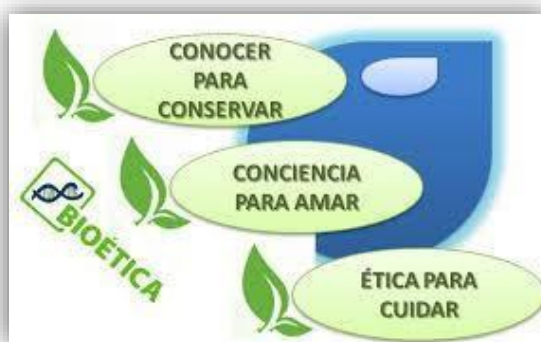 CONOCER
PARA
CONSERVAR
CONCIENCIA
PARA AMAR
BIOÉTICA
ÉTICA PARA
CUIDAR